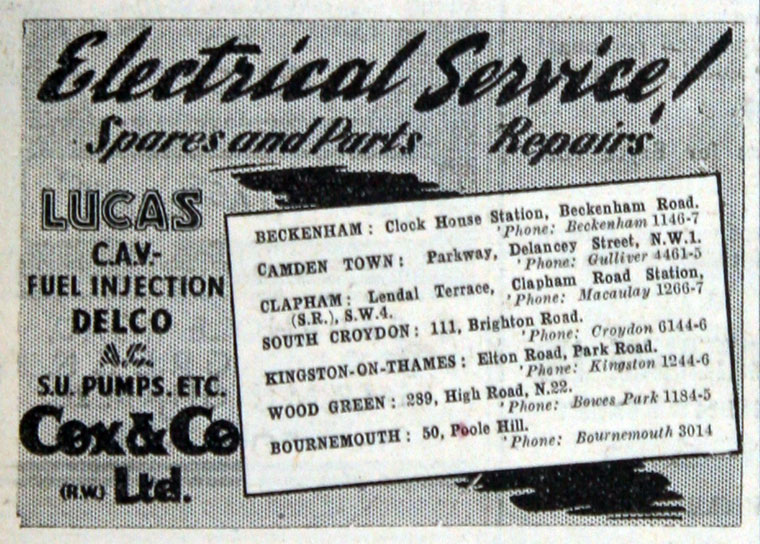 Electrical Service!
Spares and Parts Repairs
LUCAS
C.A.V-
FUEL INJECTION
DELCO
A.C.
S.U. PUMPS. ETC.
Cox & Co
(R.W.) Ltd.
BECKENHAM: Clock House Station, Beckenham Road.
'Phone: Beckenham 1146-7
CAMDEN TOWN: Parkway, Delancey Street, N.W.1.
'Phone: Gulliver 4461-5
CLAPHAM: Lendal Terrace, Clapham Road Station,
(S.R.), S.W.4. 'Phone: Macaulay 1266-7
SOUTH CROYDON: 111, Brighton Road.
'Phone: Croydon 6144-6
KINGSTON-ON-THAMES: Elton Road, Park Road.
'Phone: Kingston 1244-6
WOOD GREEN: 289, High Road, N.22.
'Phone: Bowes Park 1184-5
BOURNEMOUTH: 50, Poole Hill.
'Phone: Bournemouth 3014